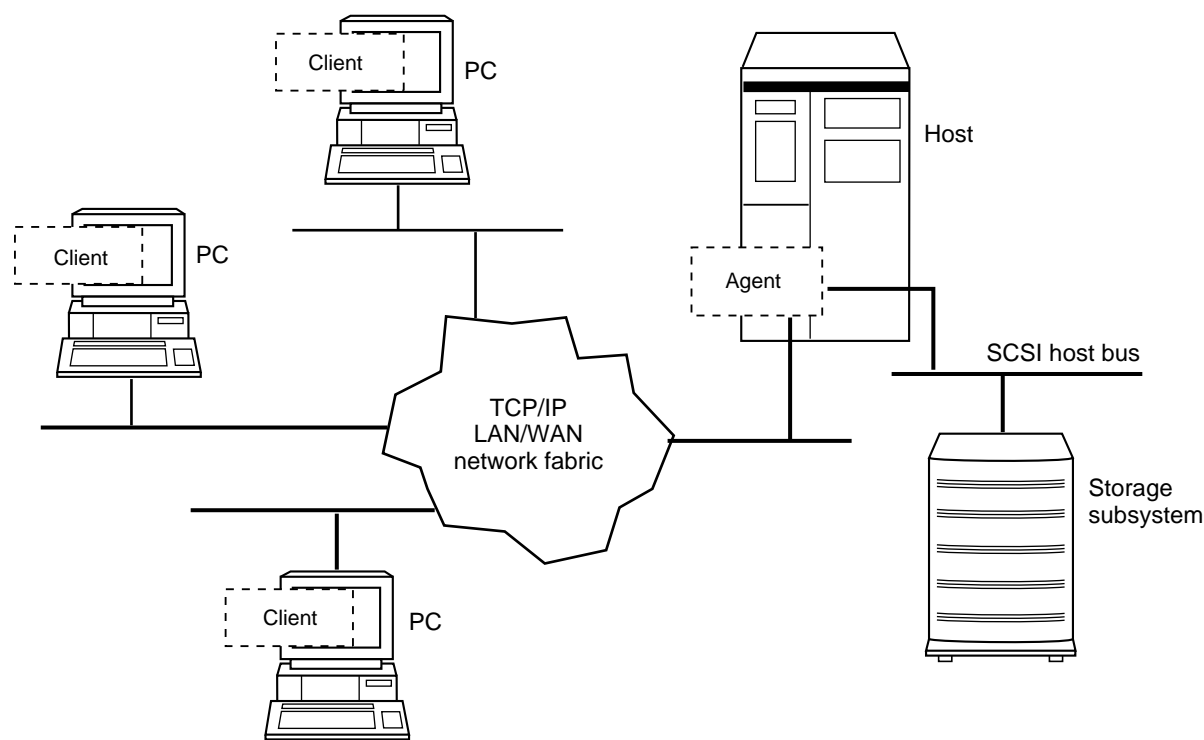 Client
PC
Host
Client
PC
Agent
SCSI host bus
TCP/IP
LAN/WAN
network fabric
Storage
subsystem
Client
PC